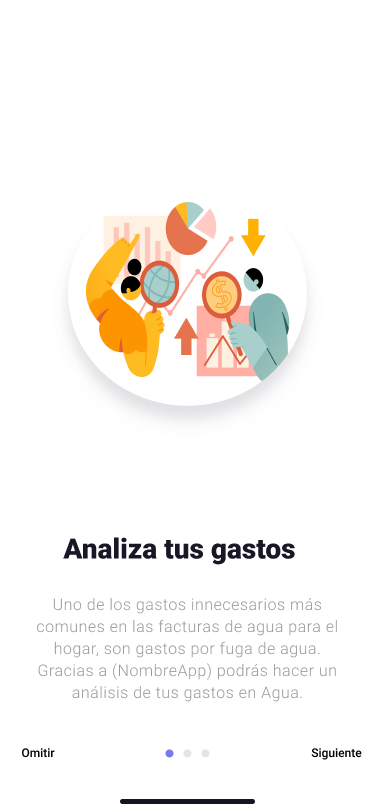 Analiza tus gastos
Uno de los gastos innecesarios más
comunes en las facturas de agua para el
hogar, son gastos por fuga de agua.
Gracias a (NombreApp) podrás hacer un
análisis de tus gastos en Agua.
Omitir
Siguiente